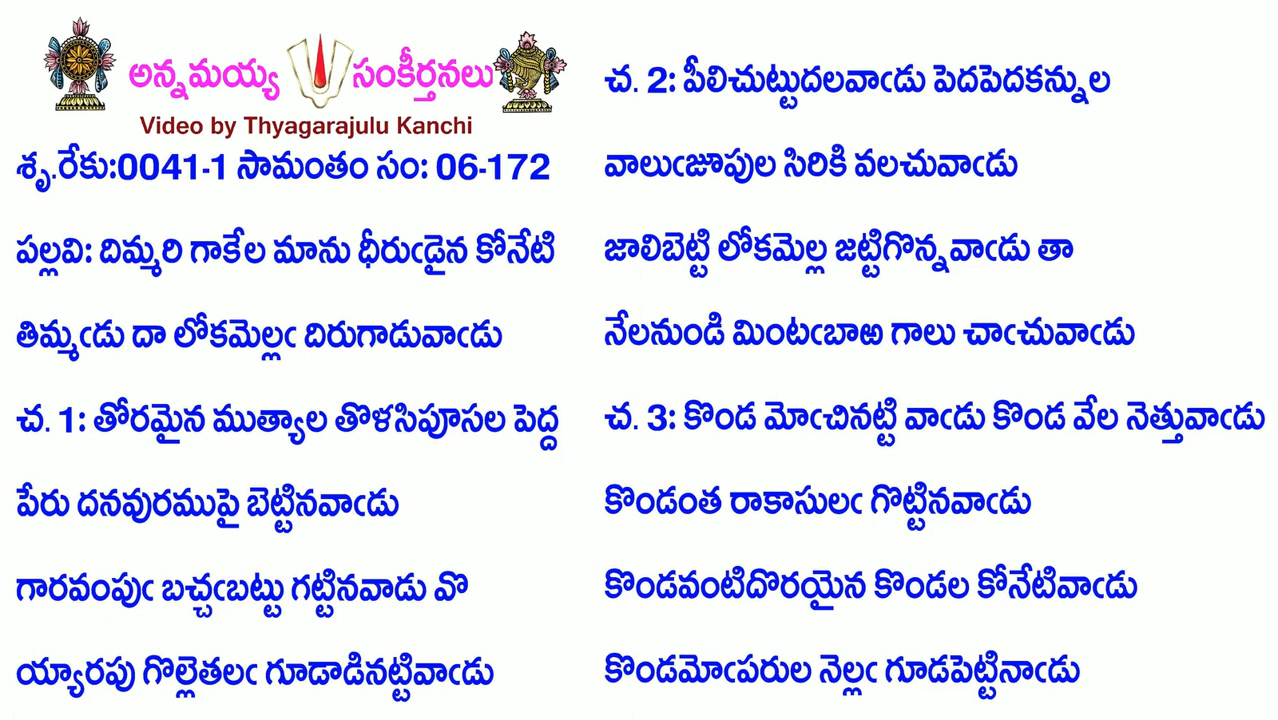 అన్నమయ్య సంకీర్తనలు
Video by Thyagarajulu Kanchi
శృ.రేకు:0041-1 సామంతం సం: 06-172
పల్లవి: దిమ్మరి గాకేల మాను ధీరుఁడైన కోనేటి
తిమ్మఁడు దా లోకమెల్లఁ దిరుగాడువాఁడు
చ. 1: తోరమైన ముత్యాల తొళసిపూసల పెద్ద
పేరు దనవురముపై బెట్టినవాఁడు
గారవంపుఁ బచ్చఁబట్టు గట్టినవాడు వొ
య్యారపు గొల్లెతలఁ గూడాడినట్టివాఁడు
చ. 2: పీలిచుట్టుదలవాఁడు పెదపెదకన్నుల
వాలుఁజూపుల సిరికి వలచువాఁడు
జాలిబెట్టి లోకమెల్ల జట్టిగొన్నవాఁడు తా
నేలనుండి మింటఁబాఱ గాలు చాఁచువాఁడు
చ. 3: కొండ మోఁచినట్టి వాఁడు కొండ వేల నెత్తువాఁడు
కొండంత రాకాసులఁ గొట్టినవాఁడు
కొండవంటిదొరయైన కొండల కోనేటివాఁడు
కొండమోఁపరుల నెల్లఁ గూడపెట్టినాఁడు